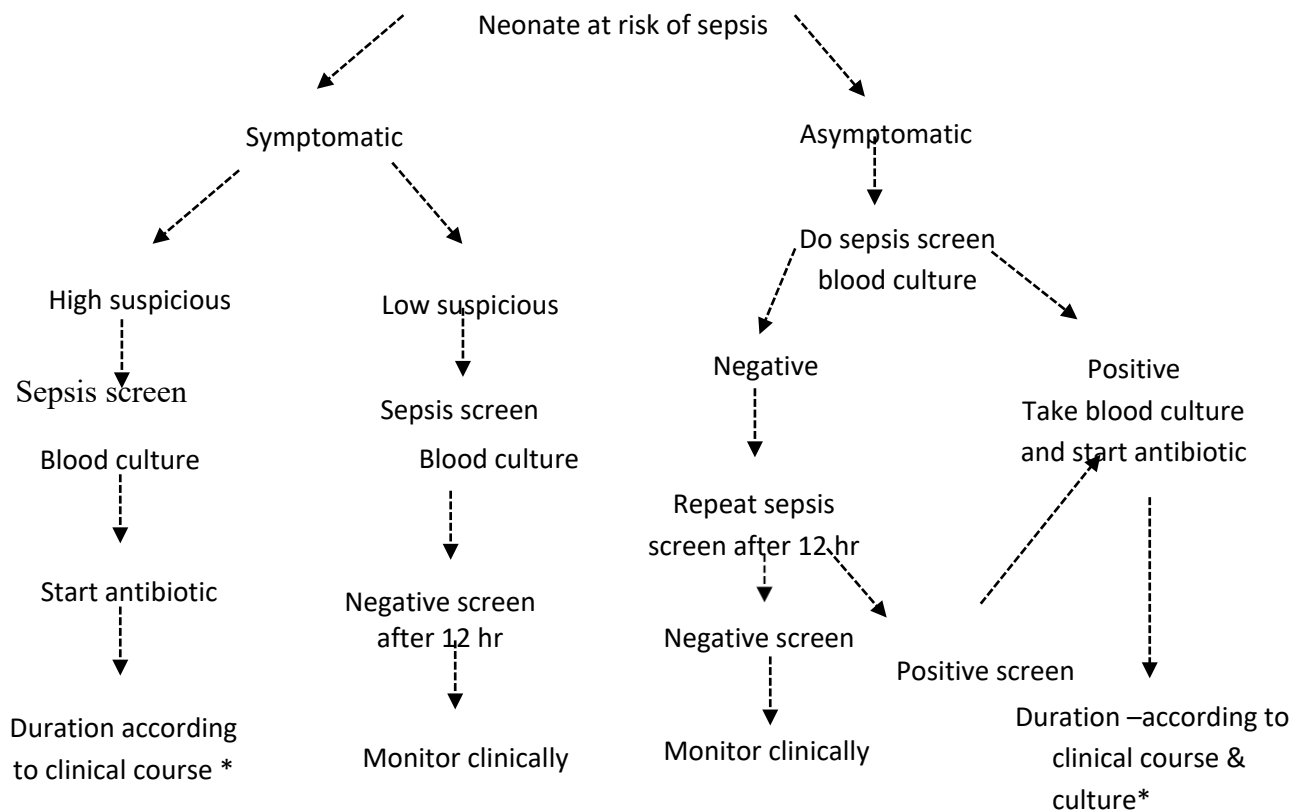 Neonate at risk of sepsis
Symptomatic
Asymptomatic
High suspicious
Sepsis screen
Blood culture
Start antibiotic
Duration according
to clinical course *
Low suspicious
Sepsis screen
Blood culture
Negative screen
after 12 hr
Monitor clinically
Do sepsis screen
blood culture
Negative
Repeat sepsis
screen after 12 hr
Negative screen
Monitor clinically
Positive screen
Positive
Take blood culture
and start antibiotic
Duration –according to
clinical course &
culture*